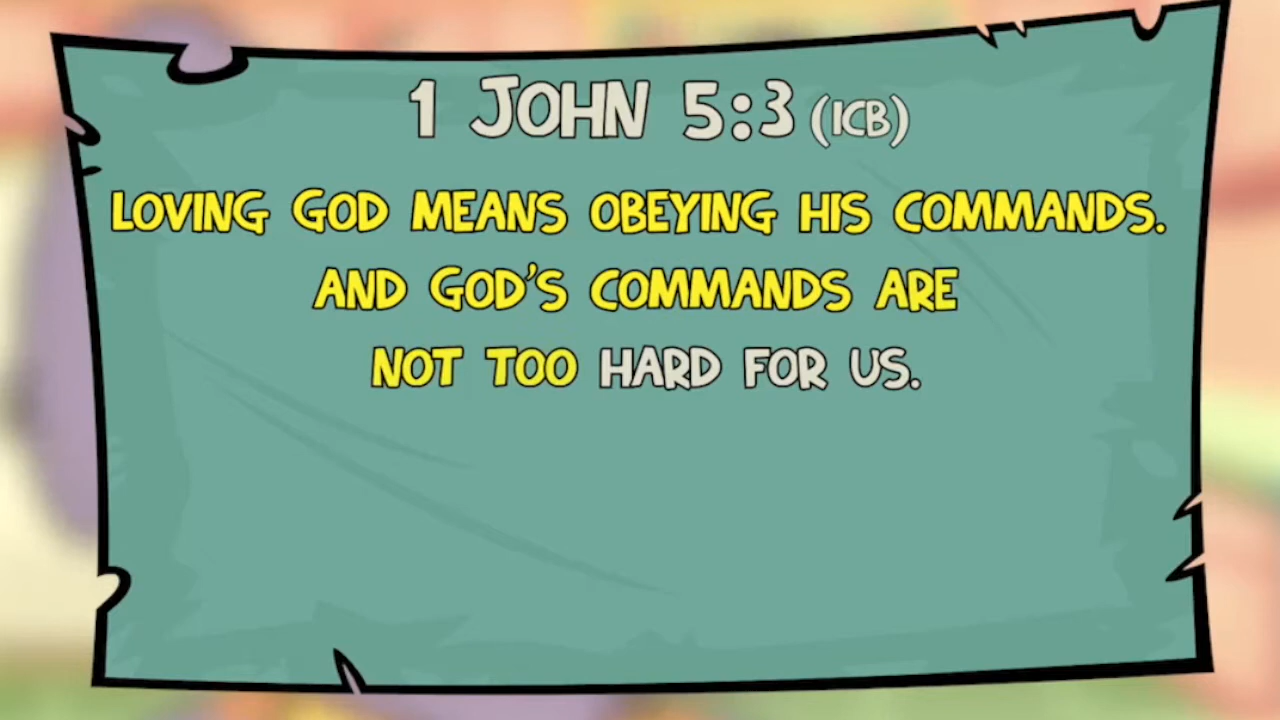 1 JOHN 5:3 (ICB)
LOVING GOD MEANS OBEYING HIS COMMANDS.
AND GOD'S COMMANDS ARE
NOT TOO HARD FOR US.